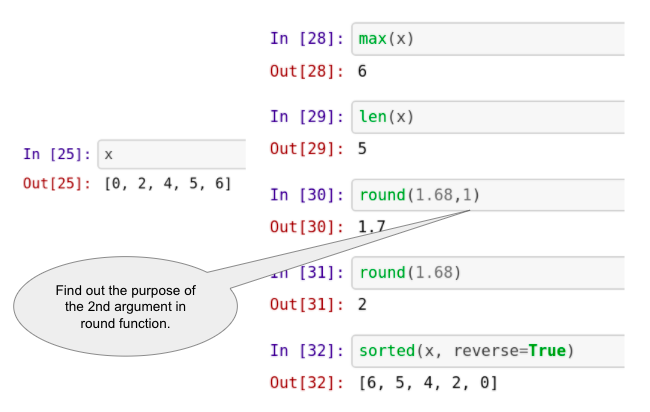 In [25]: x
Out[25]: [0, 2, 4, 5, 6]
In [28]: max(x)
Out[28]: 6
In [29]: len(x)
Out[29]: 5
In [30]: round(1.68,1)
Out[30]: 1.7
In [31]: round(1.68)
Out[31]: 2
In [32]: sorted(x, reverse=True)
Out[32]: [6, 5, 4, 2, 0]
Find out the purpose of
the 2nd argument in
round function.